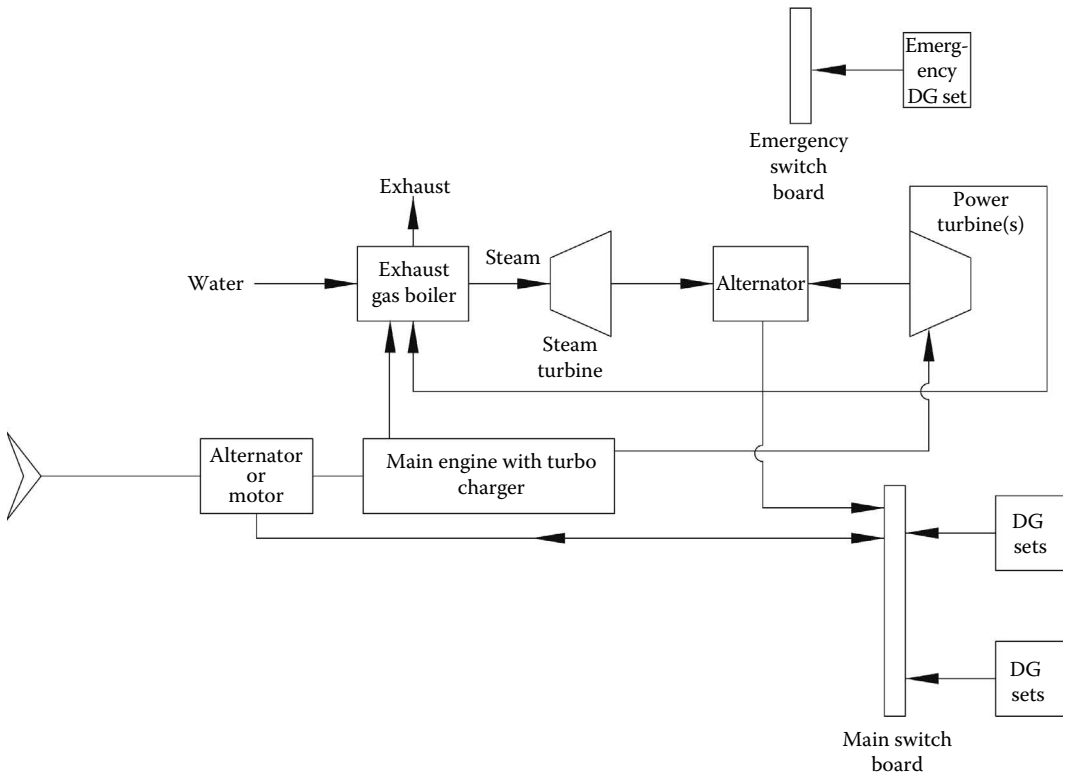 Emerg-
ency
DG set
Emergency
switch
board
Exhaust
Power
turbine(s)
Steam
Water
Exhaust
gas boiler
Alternator
Steam
turbine
Alternator
or
motor
Main engine with turbo
charger
DG
sets
DG
sets
Main switch
board